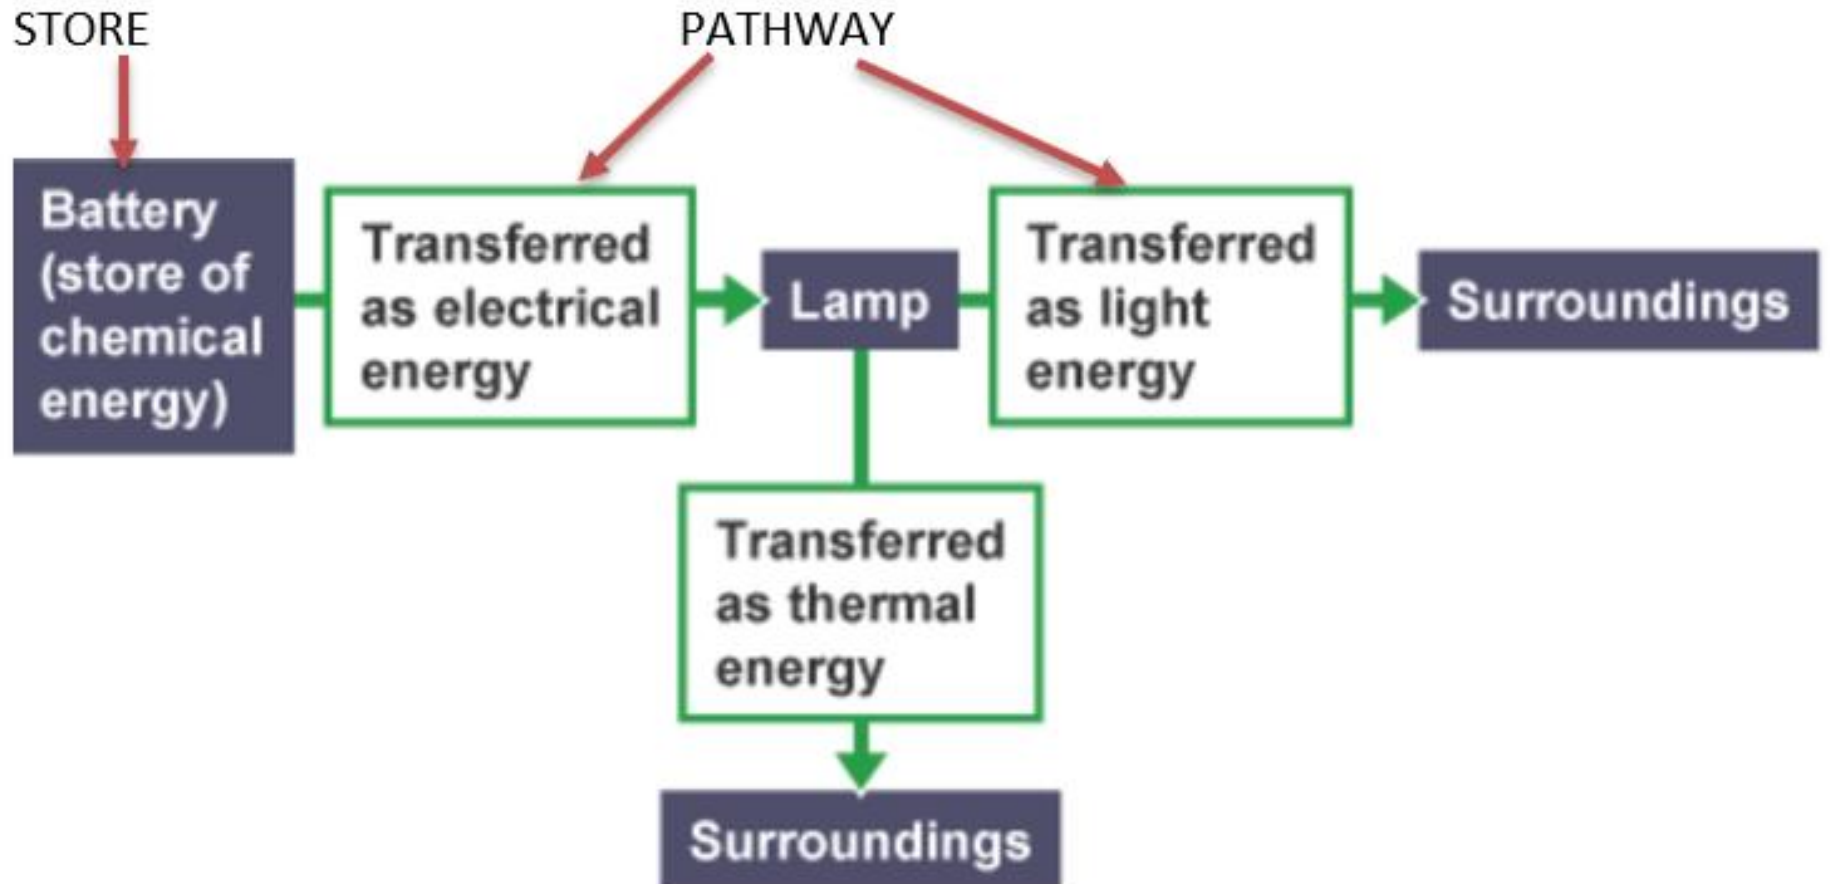 STORE
PATHWAY
Battery
(store of
chemical
energy)
Transferred
as electrical
energy
Lamp
Transferred
as light
energy
Surroundings
Transferred
as thermal
energy
Surroundings